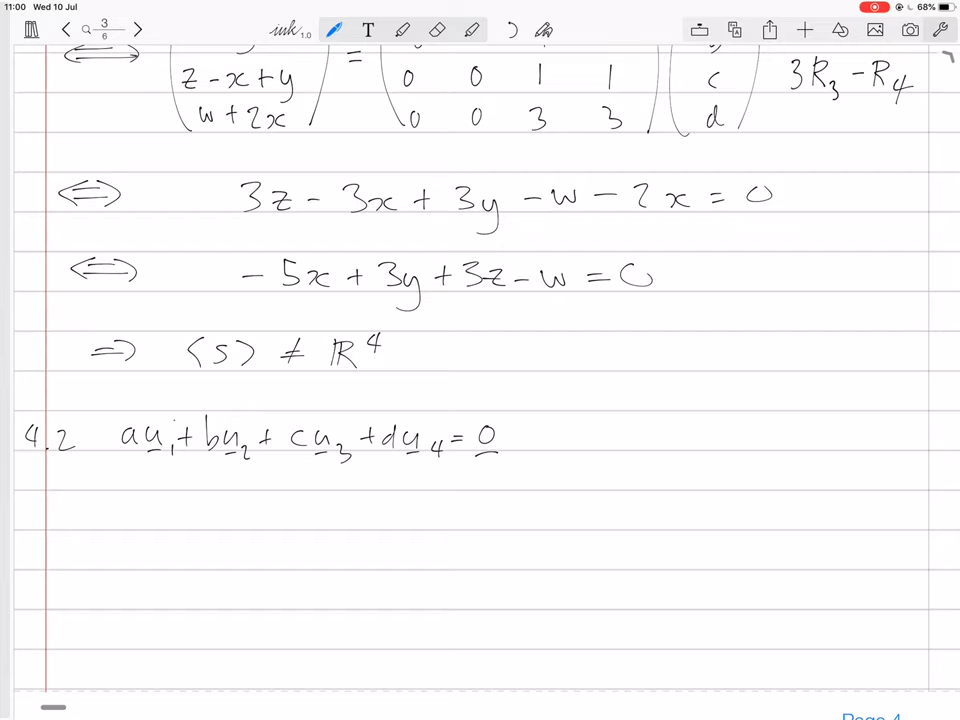 11:00 Wed 10 Jul 68%
3
6
ink 1.0 T
⟺ =
z - x + y 0 0 1 1 c 3R₃ - R₄
w + 2x 0 0 3 3 d
⟺ 3z - 3x + 3y - w - 2x = 0
⟺ - 5x + 3y + 3z - w = 0
⟹ ⟨S⟩ ≠ ℝ⁴
4.2 au₁ + bu₂ + cu₃ + du₄ = 0
Page 4